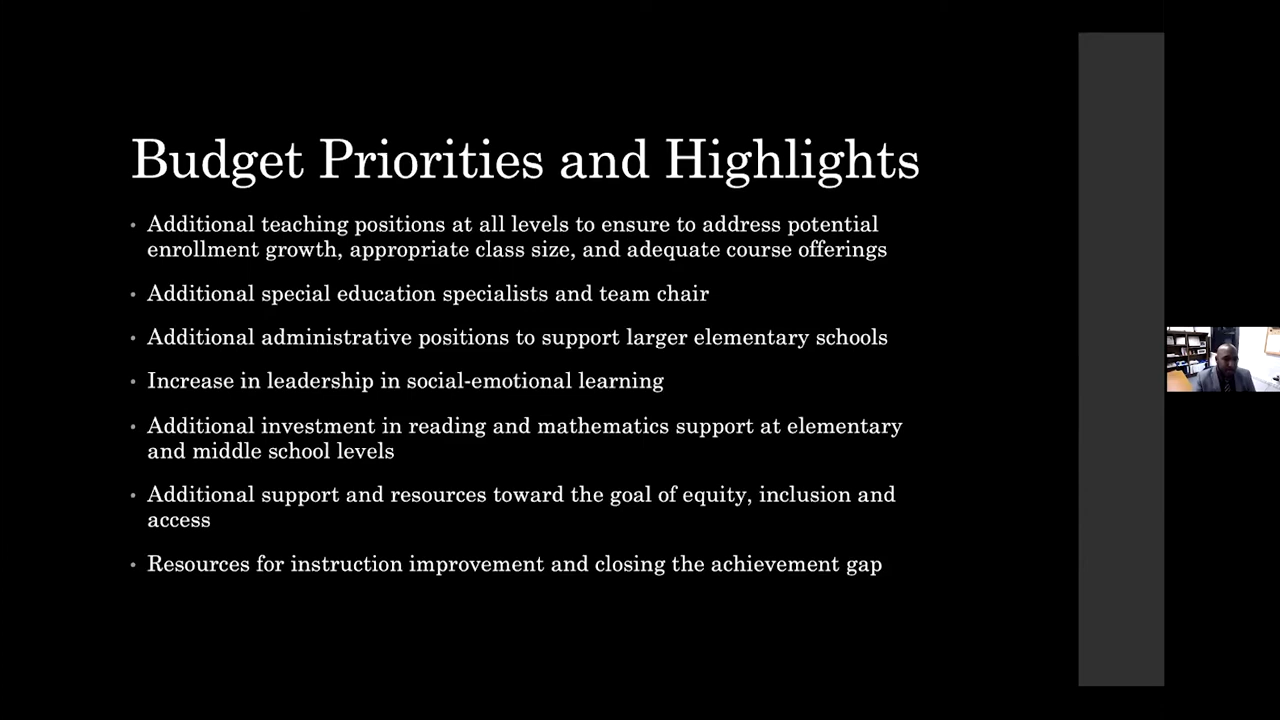 Budget Priorities and Highlights
• Additional teaching positions at all levels to ensure to address potential
enrollment growth, appropriate class size, and adequate course offerings
• Additional special education specialists and team chair
• Additional administrative positions to support larger elementary schools
• Increase in leadership in social-emotional learning
• Additional investment in reading and mathematics support at elementary
and middle school levels
• Additional support and resources toward the goal of equity, inclusion and
access
• Resources for instruction improvement and closing the achievement gap